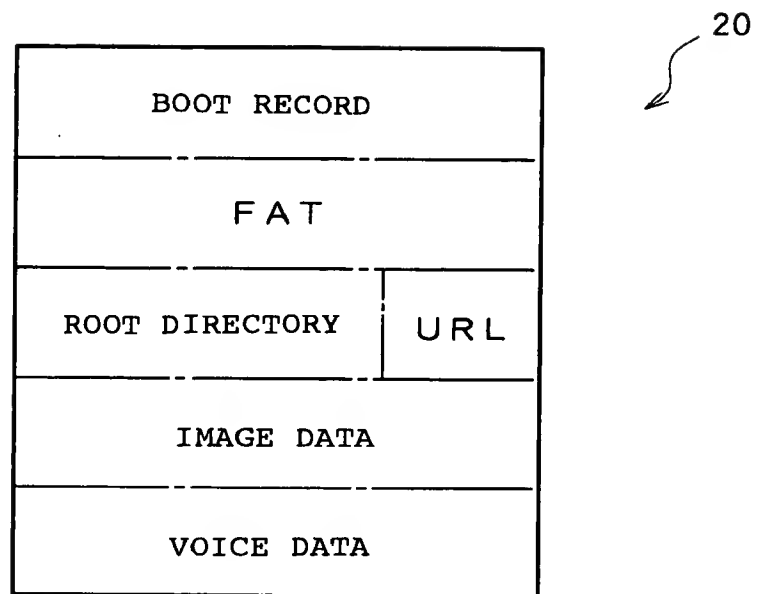 20
BOOT RECORD
FAT
ROOT DIRECTORY URL
IMAGE DATA
VOICE DATA